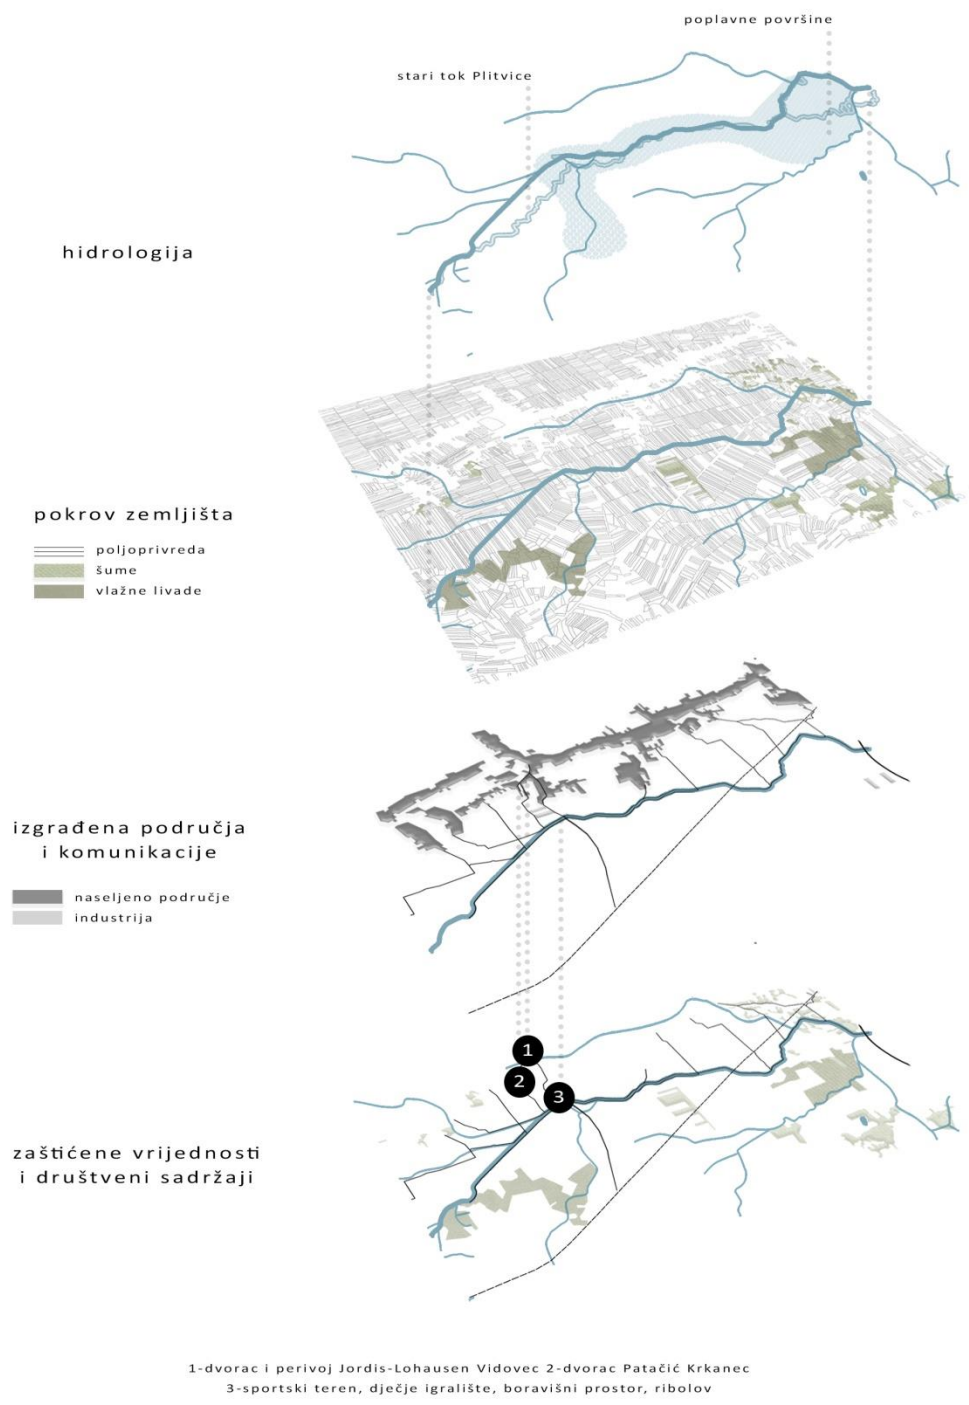 poplavne površine
stari tok Plitvice
hidrologija
pokrov zemljišta
poljoprivreda
šume
vlažne livade
izgrađena područja
i komunikacije
naseljeno područje
industrija
1
2
3
zaštićene vrijednosti
i društveni sadržaji
1-dvorac i perivoj Jordis-Lohausen Vidovec 2-dvorac Patačić Krkanec
3-sportski teren, dječje igralište, boravišni prostor, ribolov